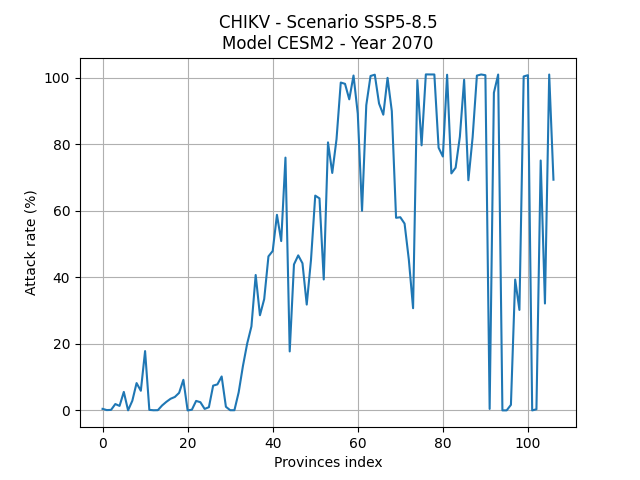 CHIKV - Scenario SSP5-8.5
Model CESM2 - Year 2070
100
80
60
40
20
0
Attack rate (%)
0 20 40 60 80 100
Provinces index